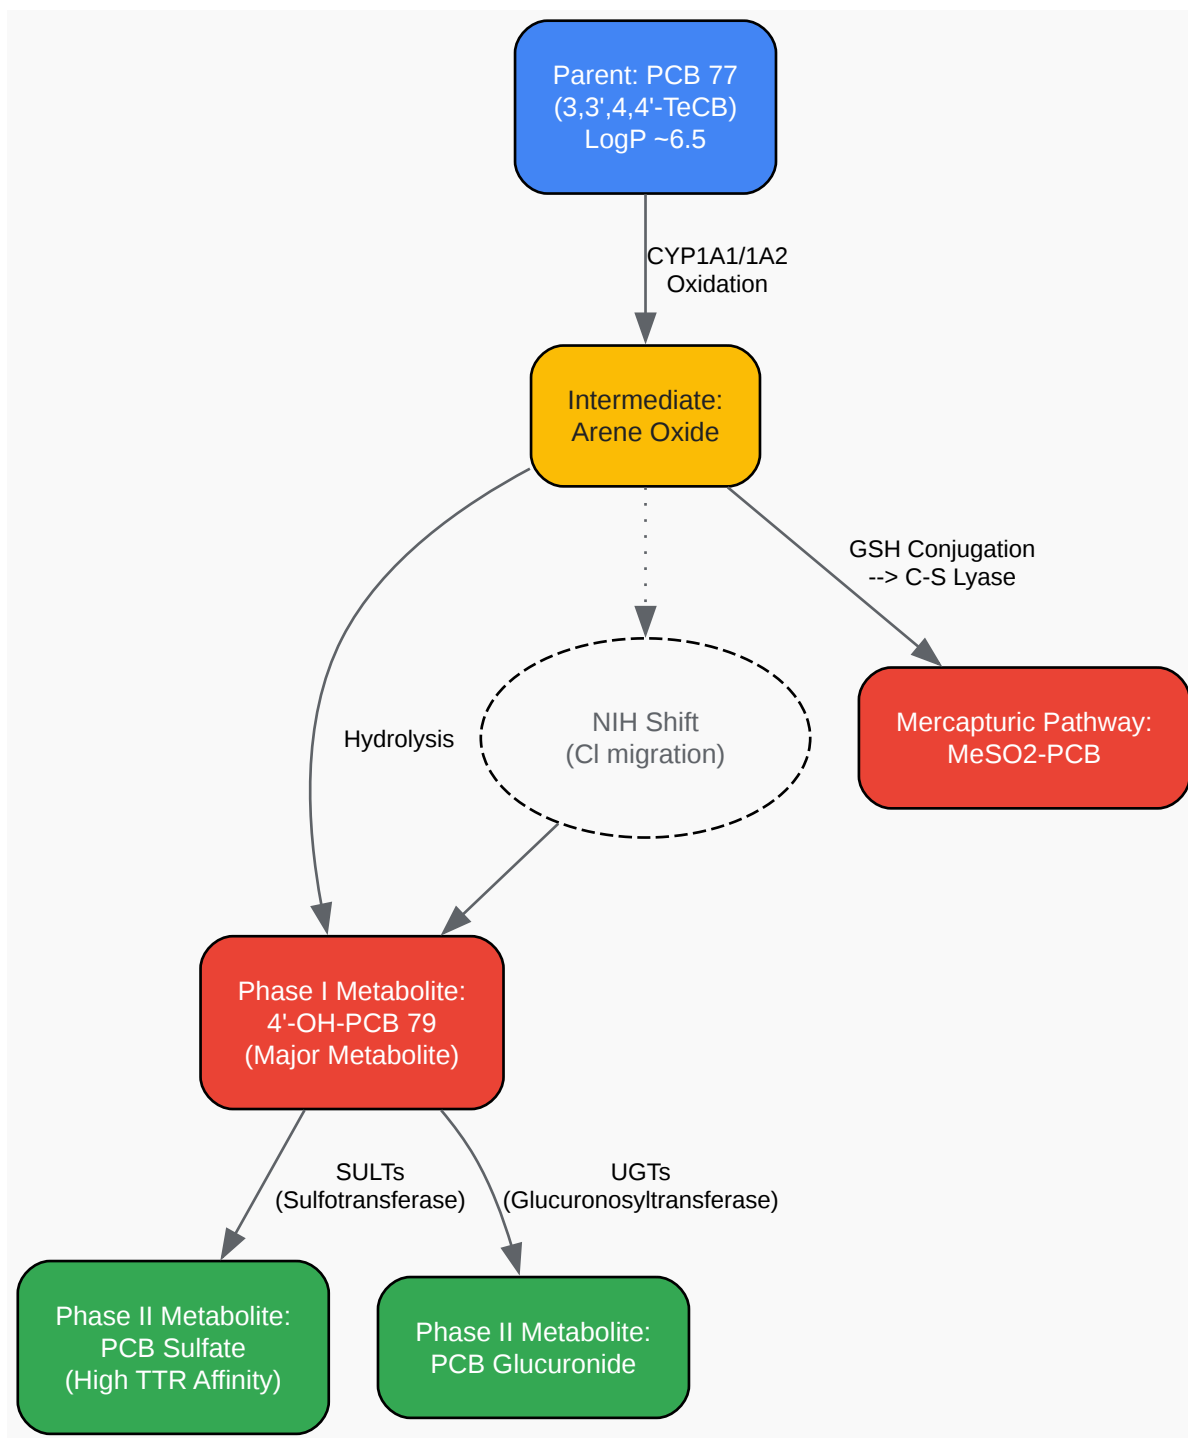 Parent: PCB 77
(3,3',4,4'-TeCB)
LogP ~6.5
CYP1A1/1A2
Oxidation
Intermediate:
Arene Oxide
GSH Conjugation
--> C-S Lyase
Hydrolysis
NIH Shift
(Cl migration)
Mercapturic Pathway:
MeSO2-PCB
Phase I Metabolite:
4'-OH-PCB 79
(Major Metabolite)
SULTs
(Sulfotransferase)
UGTs
(Glucuronosyltransferase)
Phase II Metabolite:
PCB Sulfate
(High TTR Affinity)
Phase II Metabolite:
PCB Glucuronide